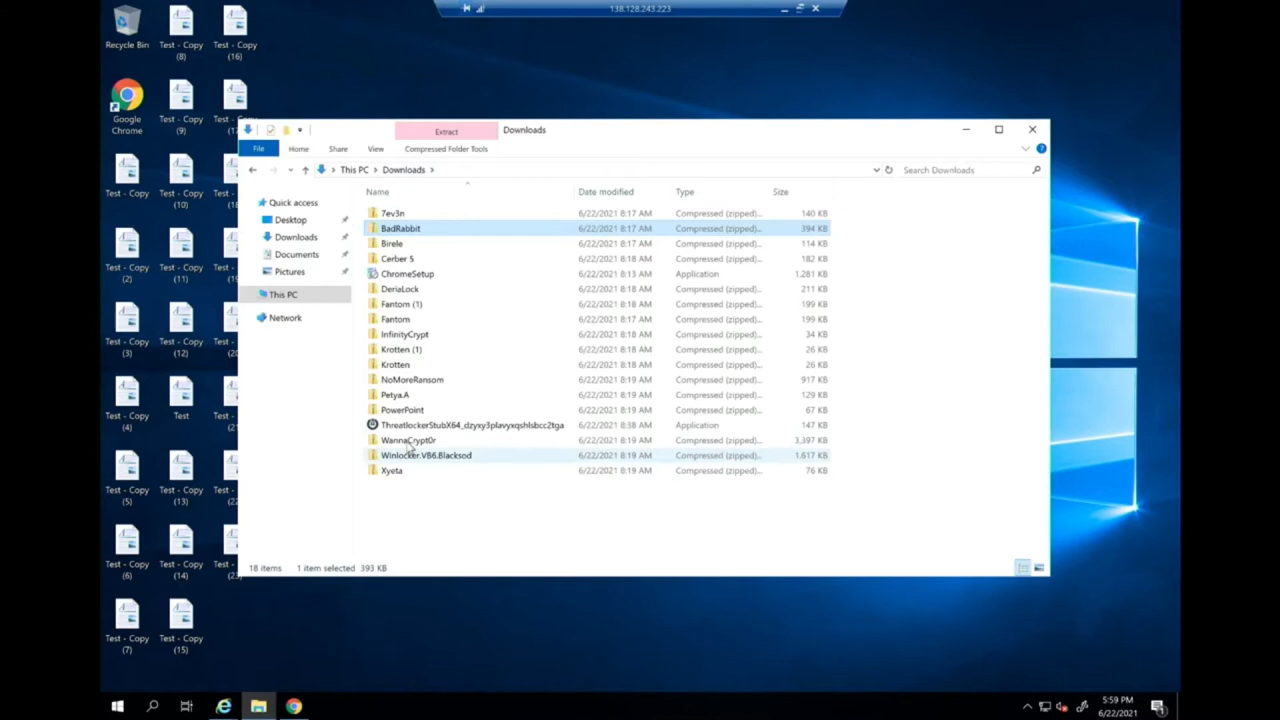 138.128.243.223
Recycle Bin
Test - Copy (8)
Test - Copy (16)
Google Chrome
Test - Copy (9)
Test - Copy
Test - Copy
Test - Copy (10)
Test - Copy
Test - Copy (2)
Test - Copy (11)
Test - Copy (3)
Test - Copy (12)
Test - Copy (4)
Test
Test - Copy (5)
Test - Copy (13)
Test - Copy (6)
Test - Copy (14)
Test - Copy (7)
Test - Copy (15)
Extract
Downloads
File
Home
Share
View
Compressed Folder Tools
This PC > Downloads >
Search Downloads
Quick access
Desktop
Downloads
Documents
Pictures
This PC
Network
Name Date modified Type Size
7ev3n 6/22/2021 8:17 AM Compressed (zipped)... 140 KB
BadRabbit 6/22/2021 8:17 AM Compressed (zipped)... 394 KB
Birele 6/22/2021 8:17 AM Compressed (zipped)... 114 KB
Cerber 5 6/22/2021 8:18 AM Compressed (zipped)... 182 KB
ChromeSetup 6/22/2021 8:13 AM Application 1,281 KB
DeriaLock 6/22/2021 8:17 AM Compressed (zipped)... 211 KB
Fantom (1) 6/22/2021 8:18 AM Compressed (zipped)... 199 KB
Fantom 6/22/2021 8:17 AM Compressed (zipped)... 199 KB
InfinityCrypt 6/22/2021 8:18 AM Compressed (zipped)... 34 KB
Krotten (1) 6/22/2021 8:18 AM Compressed (zipped)... 26 KB
Krotten 6/22/2021 8:18 AM Compressed (zipped)... 26 KB
NoMoreRansom 6/22/2021 8:19 AM Compressed (zipped)... 917 KB
Petya.A 6/22/2021 8:19 AM Compressed (zipped)... 129 KB
PowerPoint 6/22/2021 8:19 AM Compressed (zipped)... 67 KB
ThreatlockerStubX64_dzyxy3plavyxqshlsbcc2tga 6/22/2021 8:38 AM Application 147 KB
WannaCrypt0r 6/22/2021 8:19 AM Compressed (zipped)... 3,397 KB
Winlocker.VB6.Blacksod 6/22/2021 8:19 AM Compressed (zipped)... 1,617 KB
Xyeta 6/22/2021 8:19 AM Compressed (zipped)... 76 KB
18 items 1 item selected 393 KB
5:59 PM
6/22/2021